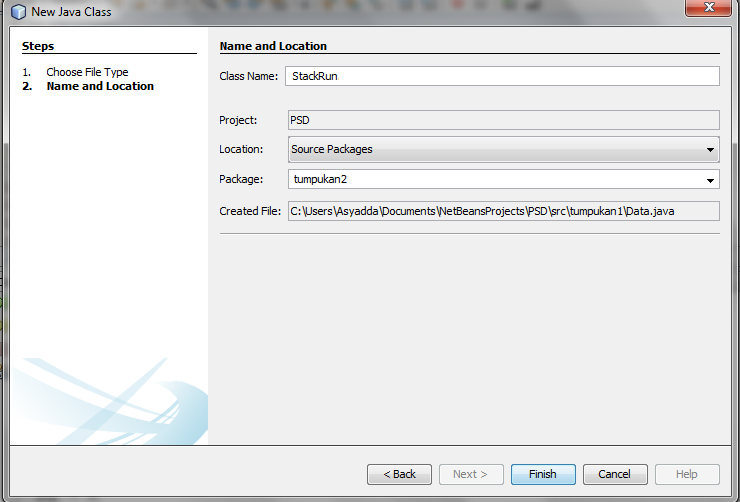 New Java Class
Steps
1. Choose File Type
2. Name and Location
Name and Location
Class Name: StackRun
Project: PSD
Location: Source Packages
Package: tumpukan2
Created File: C:\Users\Asyadda\Documents\NetBeansProjects\PSD\src\tumpukan1\Data.java
< Back Next > Finish Cancel Help